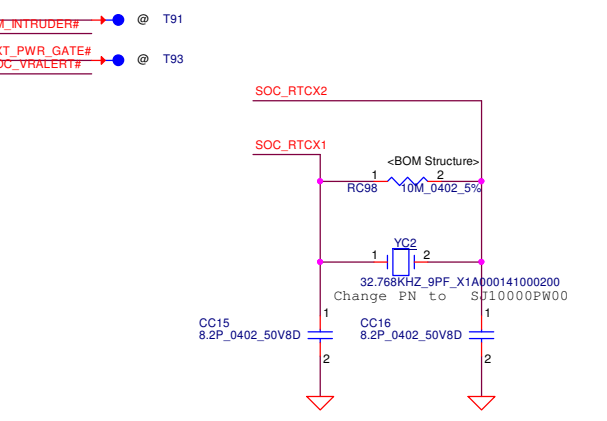 M_INTRUDER#
@ T91
XT_PWR_GATE#
@ T93
OC_VRALERT#
SOC_RTCX2
SOC_RTCX1
<BOM Structure>
1 2
RC98 10M_0402_5%
YC2
1 2
32.768KHZ_9PF_X1A000141000200
Change PN to SJ10000PW00
1 1
CC15 CC16
8.2P_0402_50V8D 8.2P_0402_50V8D
2 2